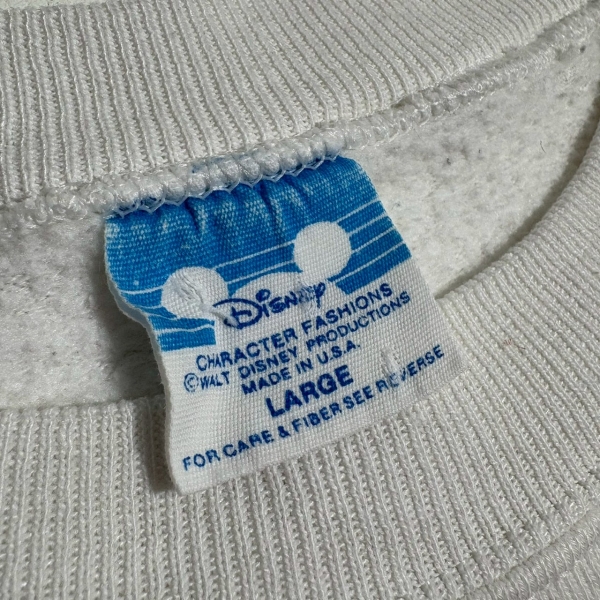 Disney
CHARACTER FASHIONS
©WALT DISNEY PRODUCTIONS
MADE IN U.S.A.
LARGE
FOR CARE & FIBER SEE REVERSE